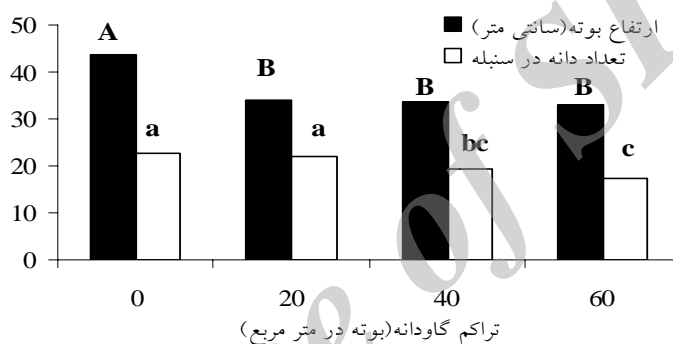 50
40
30
20
10
0
ارتفاع بوته(سانتی متر)
تعداد دانه در سنبله
A
a
B
a
B
bc
B
c
0
20
40
60
تراکم گاودانه(بوته در متر مربع)